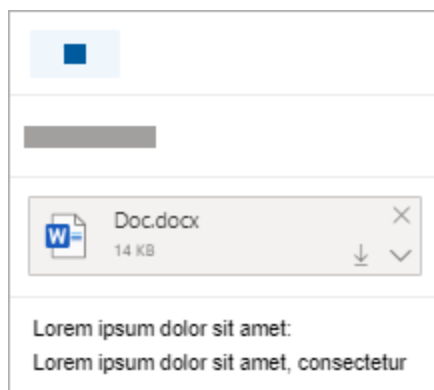 W
Doc.docx
14 KB
Lorem ipsum dolor sit amet:
Lorem ipsum dolor sit amet, consectetur